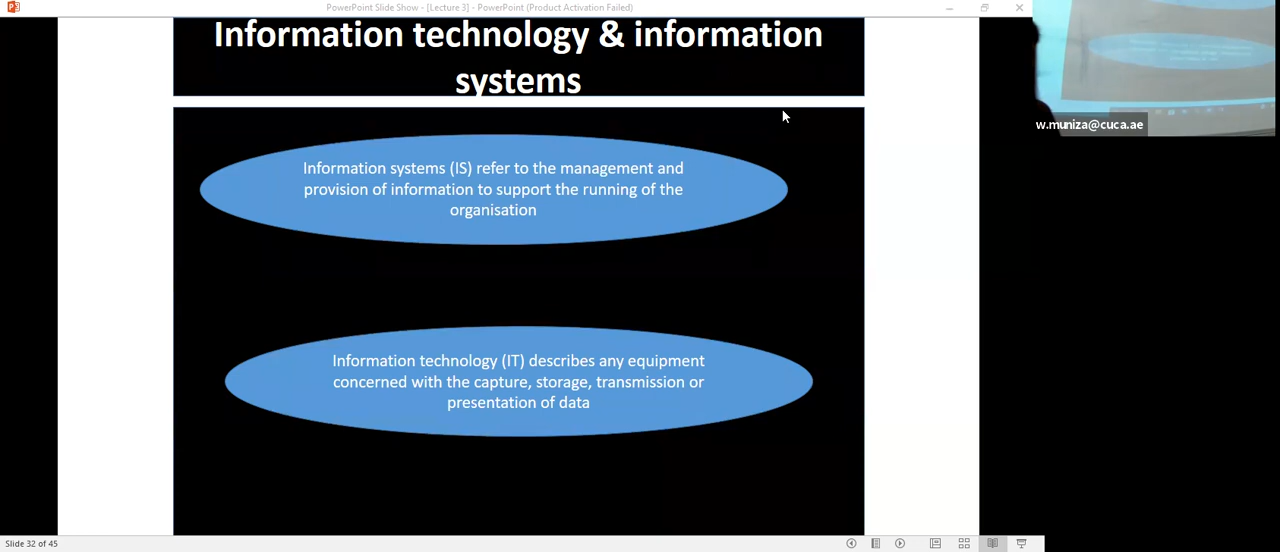 PowerPoint Slide Show - [Lecture 3] - PowerPoint (Product Activation Failed)
Information technology & information
systems
w.muniza@cuca.ae
Information systems (IS) refer to the management and
provision of information to support the running of the
organisation
Information technology (IT) describes any equipment
concerned with the capture, storage, transmission or
presentation of data
Slide 32 of 45